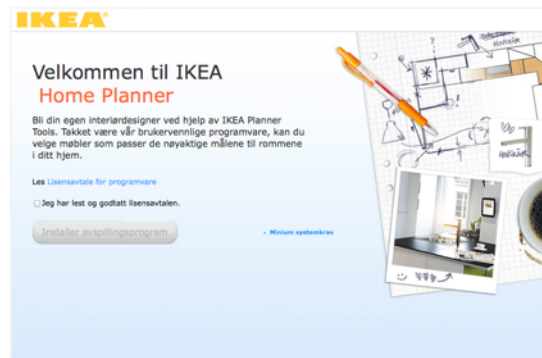 IKEA
Velkommen til IKEA
Home Planner
Bli din egen interiørdesigner ved hjelp av IKEA Planner
Tools. Takket være vår brukervennlige programvare, kan du
velge møbler som passer de nøyaktige målene til rommene
i ditt hjem.
Les Lisensavtale for programvare
Jeg har lest og godtatt lisensavtalen.
Installer avspillingsprogram
Minium systemkrav